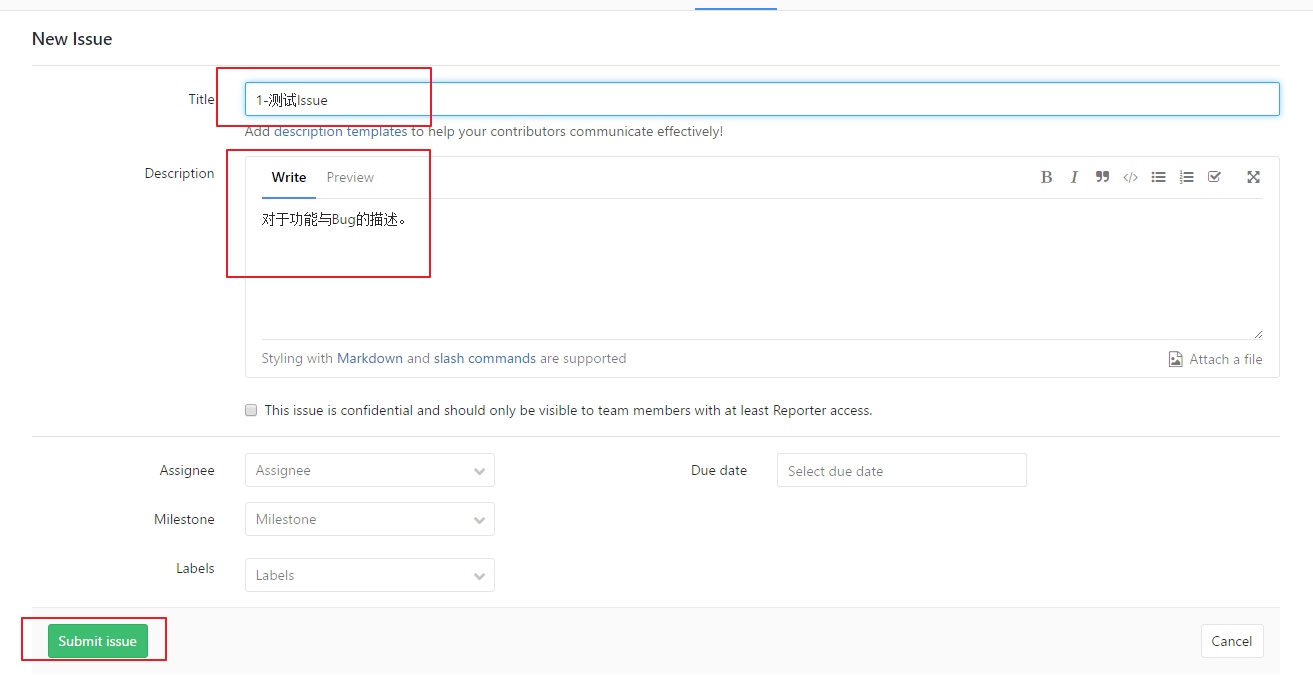 New Issue
Title
1-测试Issue
Add description templates to help your contributors communicate effectively!
Description
Write Preview
对于功能与Bug的描述。
Styling with Markdown and slash commands are supported
Attach a file
This issue is confidential and should only be visible to team members with at least Reporter access.
Assignee Assignee Due date Select due date
Milestone Milestone
Labels Labels
Submit issue Cancel